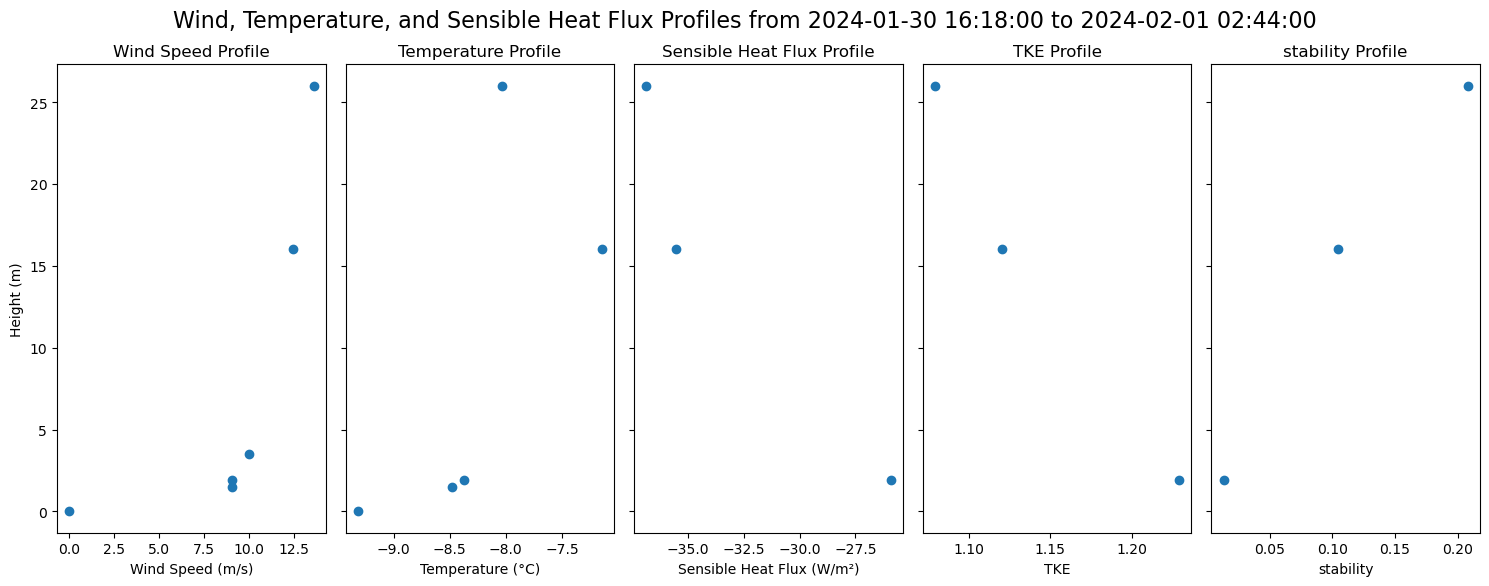 Wind, Temperature, and Sensible Heat Flux Profiles from 2024-01-30 16:18:00 to 2024-02-01 02:44:00
Wind Speed Profile
Temperature Profile
Sensible Heat Flux Profile
TKE Profile
stability Profile
Height (m)
25
20
15
10
5
0
0.0 2.5 5.0 7.5 10.0 12.5
Wind Speed (m/s)
−9.0 −8.5 −8.0 −7.5
Temperature (°C)
−35.0 −32.5 −30.0 −27.5
Sensible Heat Flux (W/m²)
1.10 1.15 1.20
TKE
0.05 0.10 0.15 0.20
stability